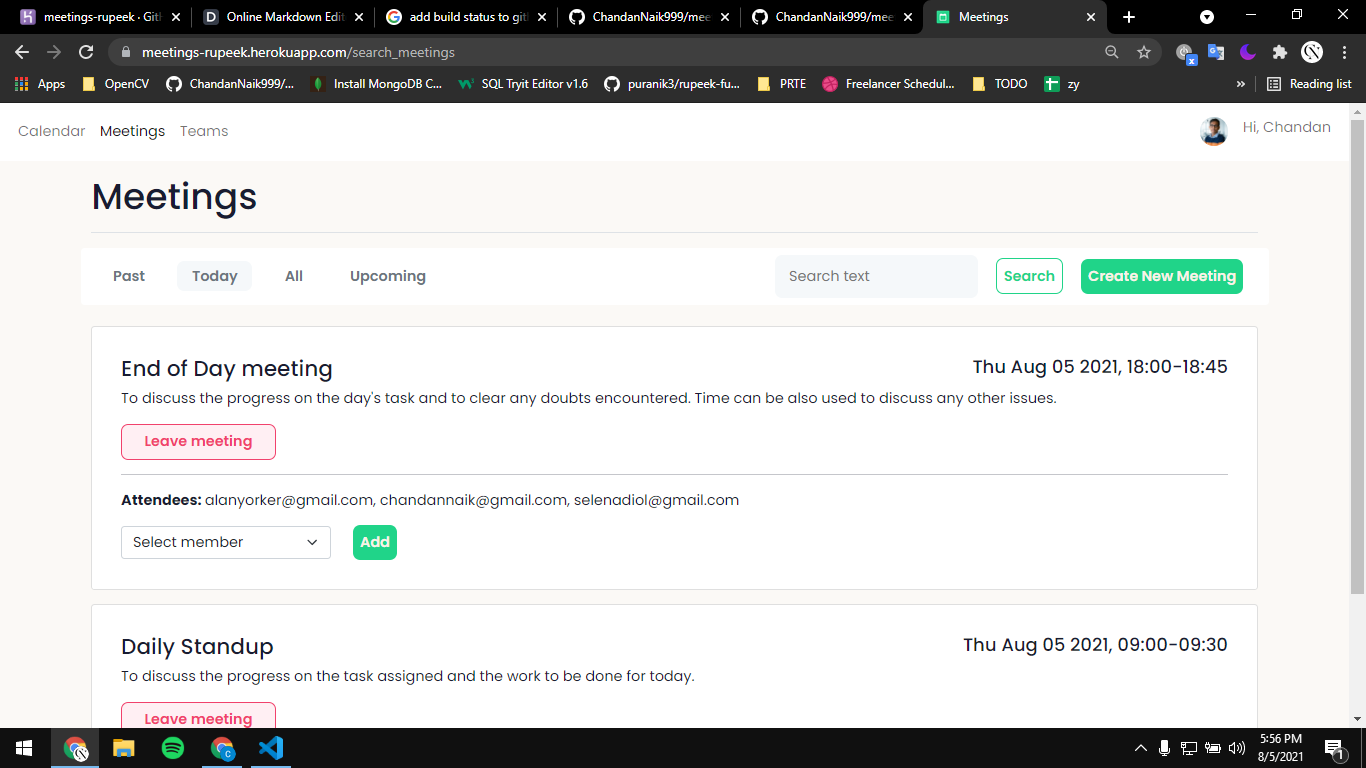 meetings-rupeek · Gith
Online Markdown Edit
add build status to gith
ChandanNaik999/mee
ChandanNaik999/mee
Meetings
meetings-rupeek.herokuapp.com/search_meetings
Apps
OpenCV
ChandanNaik999/...
Install MongoDB C...
SQL Tryit Editor v1.6
puranik3/rupeek-fu...
PRTE
Freelancer Schedul...
TODO
zy
»
Reading list
Calendar Meetings Teams
Hi, Chandan
Meetings
Past Today All Upcoming
Search text
Search
Create New Meeting
End of Day meeting
Thu Aug 05 2021, 18:00-18:45
To discuss the progress on the day's task and to clear any doubts encountered. Time can be also used to discuss any other issues.
Leave meeting
Attendees: alanyorker@gmail.com, chandannaik@gmail.com, selenadiol@gmail.com
Select member
Add
Daily Standup
Thu Aug 05 2021, 09:00-09:30
To discuss the progress on the task assigned and the work to be done for today.
Leave meeting
5:56 PM
8/5/2021
1